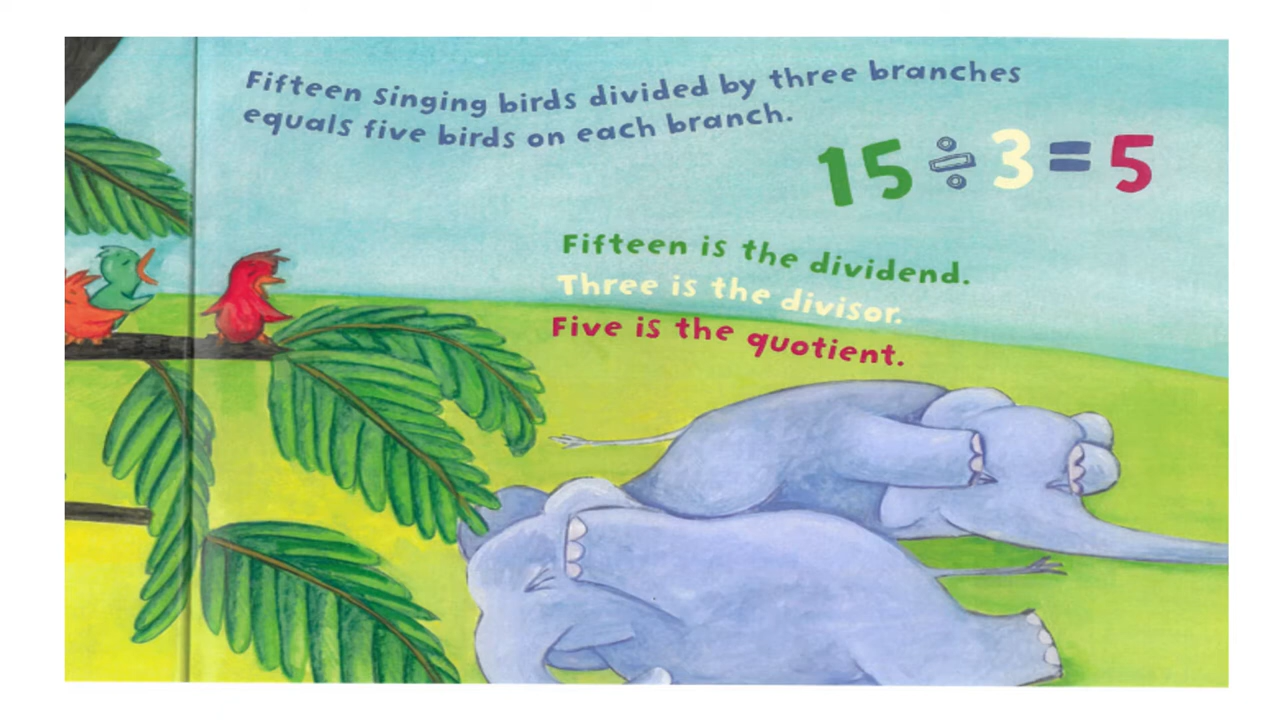 Fifteen singing birds divided by three branches
equals five birds on each branch.
15÷3=5
Fifteen is the dividend.
Three is the divisor.
Five is the quotient.